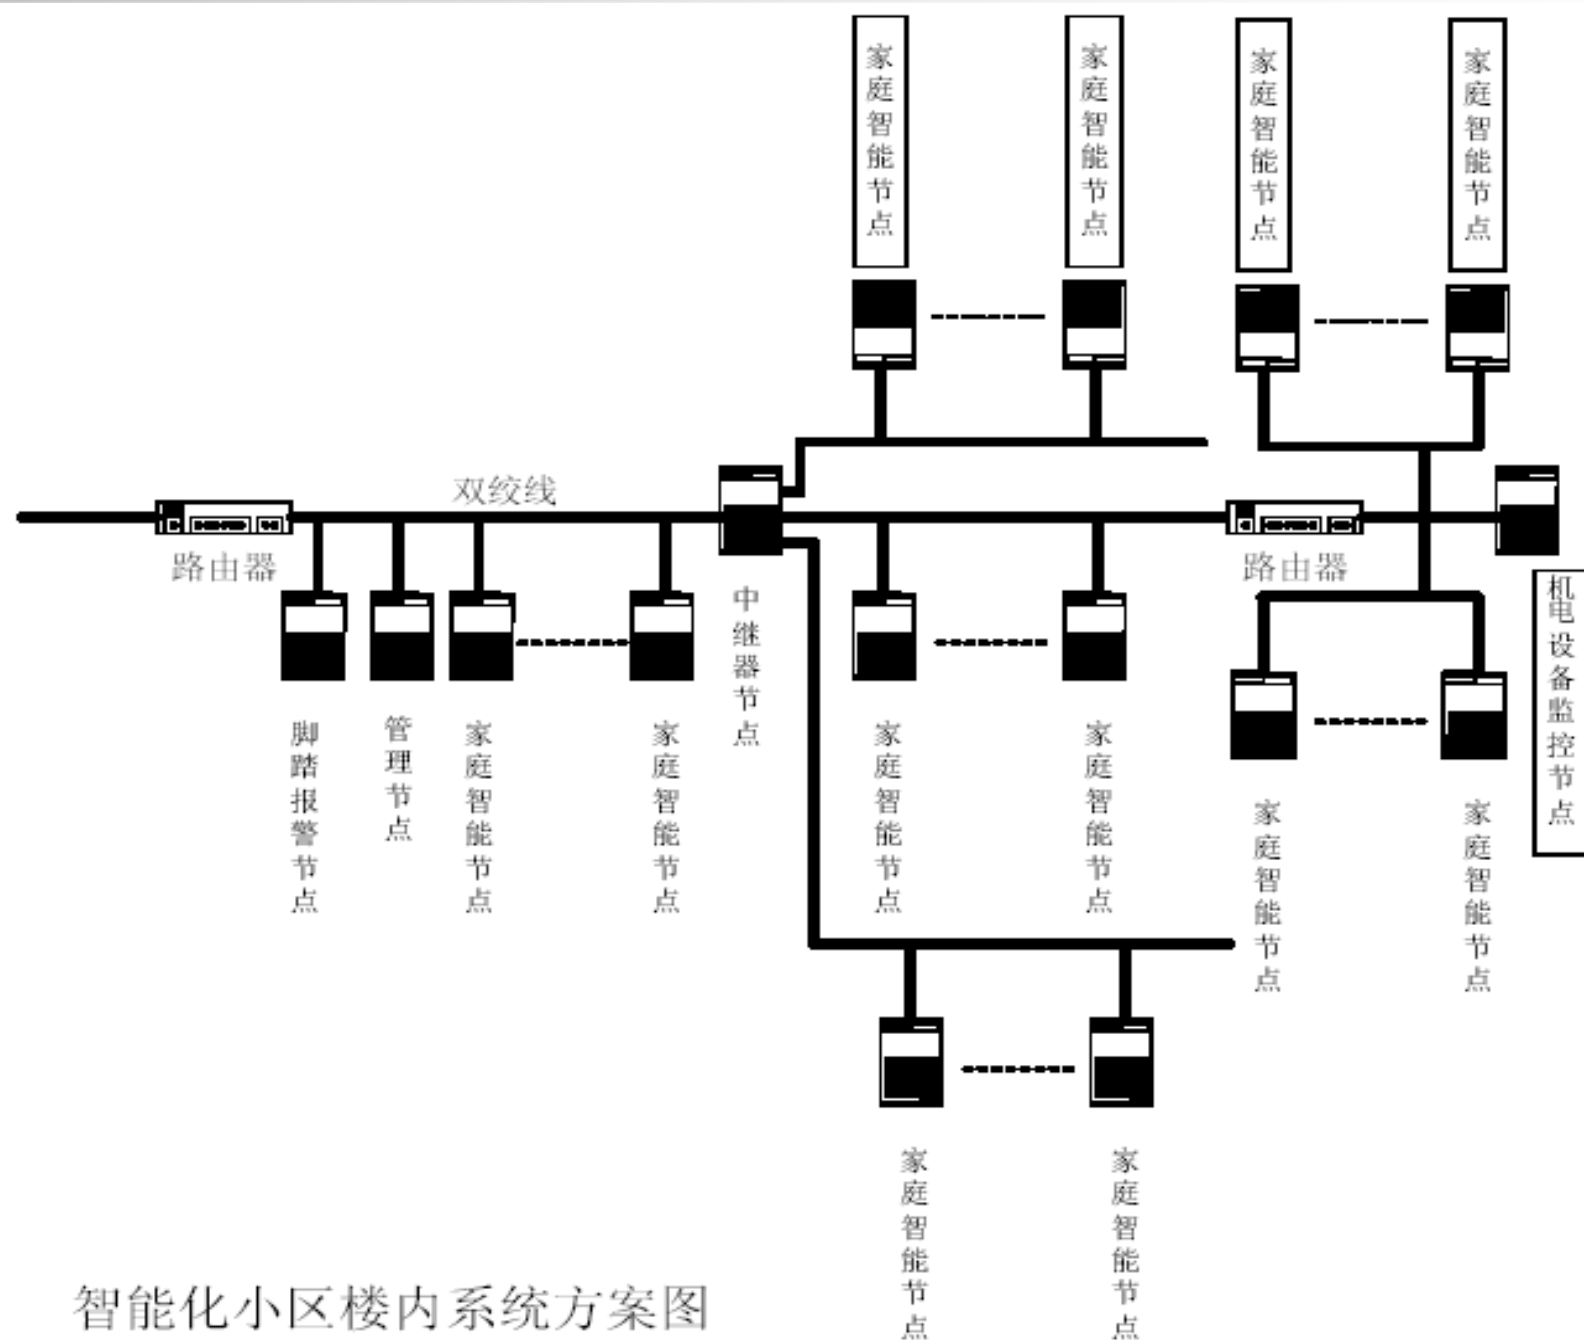 家庭智能节点
家庭智能节点
家庭智能节点
家庭智能节点
双绞线
路由器
路由器
中继器节点
机电设备监控节点
脚踏报警节点
管理节点
家庭智能节点
家庭智能节点
家庭智能节点
家庭智能节点
家庭智能节点
家庭智能节点
家庭智能节点
家庭智能节点
智能化小区楼内系统方案图